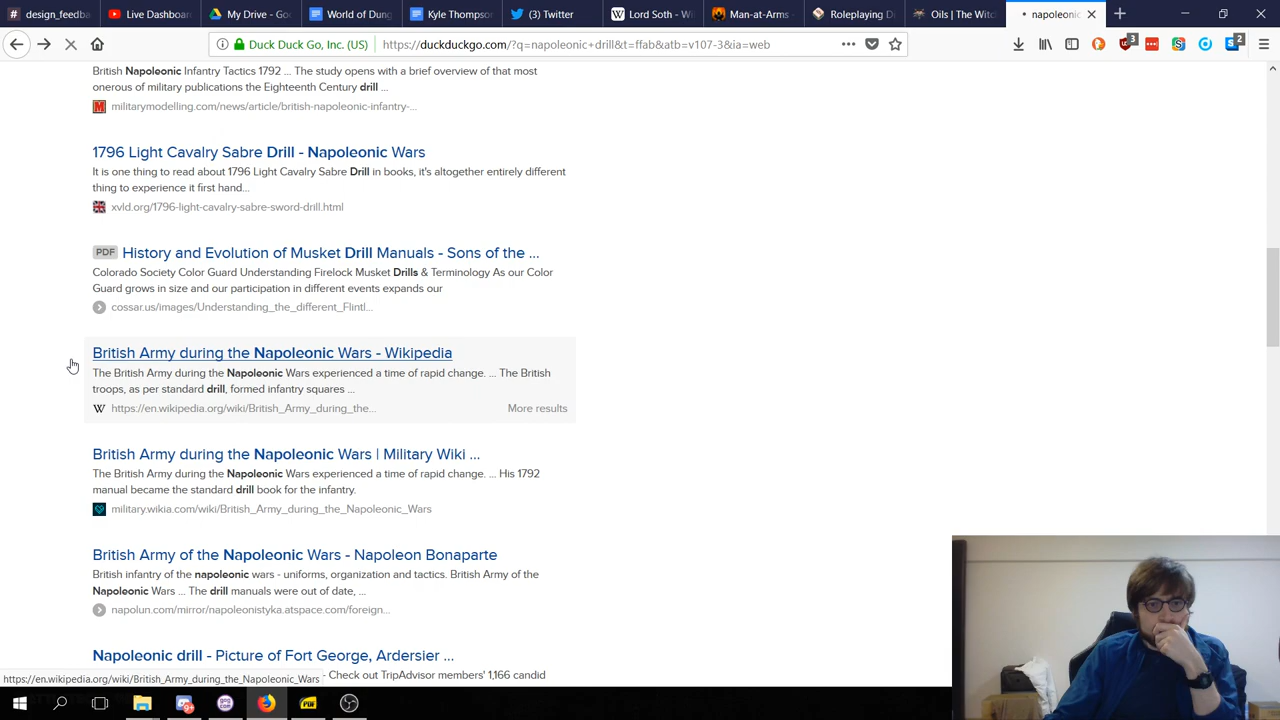 design_feedba
Live Dashboard
My Drive - Goo
World of Dung
Kyle Thompso
(3) Twitter
Lord Soth - Wi
Man-at-Arms -
Roleplaying D
Oils | The Witc
napoleonic
Duck Duck Go, Inc. (US)
https://duckduckgo.com/?q=napoleonic+drill&t=ffab&atb=v107-3&ia=web
3
2
British Napoleonic Infantry Tactics 1792 ... The study opens with a brief overview of that most
onerous of military publications the Eighteenth Century drill ...
militarymodelling.com/news/article/british-napoleonic-infantry-...
1796 Light Cavalry Sabre Drill - Napoleonic Wars
It is one thing to read about 1796 Light Cavalry Sabre Drill in books, it's altogether entirely different
thing to experience it first hand...
xvld.org/1796-light-cavalry-sabre-sword-drill.html
PDF History and Evolution of Musket Drill Manuals - Sons of the ...
Colorado Society Color Guard Understanding Firelock Musket Drills & Terminology As our Color
Guard grows in size and our participation in different events expands our
cossar.us/images/Understanding_the_different_Flintl...
British Army during the Napoleonic Wars - Wikipedia
The British Army during the Napoleonic Wars experienced a time of rapid change. ... The British
troops, as per standard drill, formed infantry squares ...
https://en.wikipedia.org/wiki/British_Army_during_the...
More results
British Army during the Napoleonic Wars | Military Wiki ...
The British Army during the Napoleonic Wars experienced a time of rapid change. ... His 1792
manual became the standard drill book for the infantry.
military.wikia.com/wiki/British_Army_during_the_Napoleonic_Wars
British Army of the Napoleonic Wars - Napoleon Bonaparte
British infantry of the napoleonic wars - uniforms, organization and tactics. British Army of the
Napoleonic Wars ... The drill manuals were out of date, ...
napolun.com/mirror/napoleonistyka.atspace.com/foreign...
Napoleonic drill - Picture of Fort George, Ardersier ...
- Check out TripAdvisor members' 1,166 candid
https://en.wikipedia.org/wiki/British_Army_during_the_Napoleonic_Wars